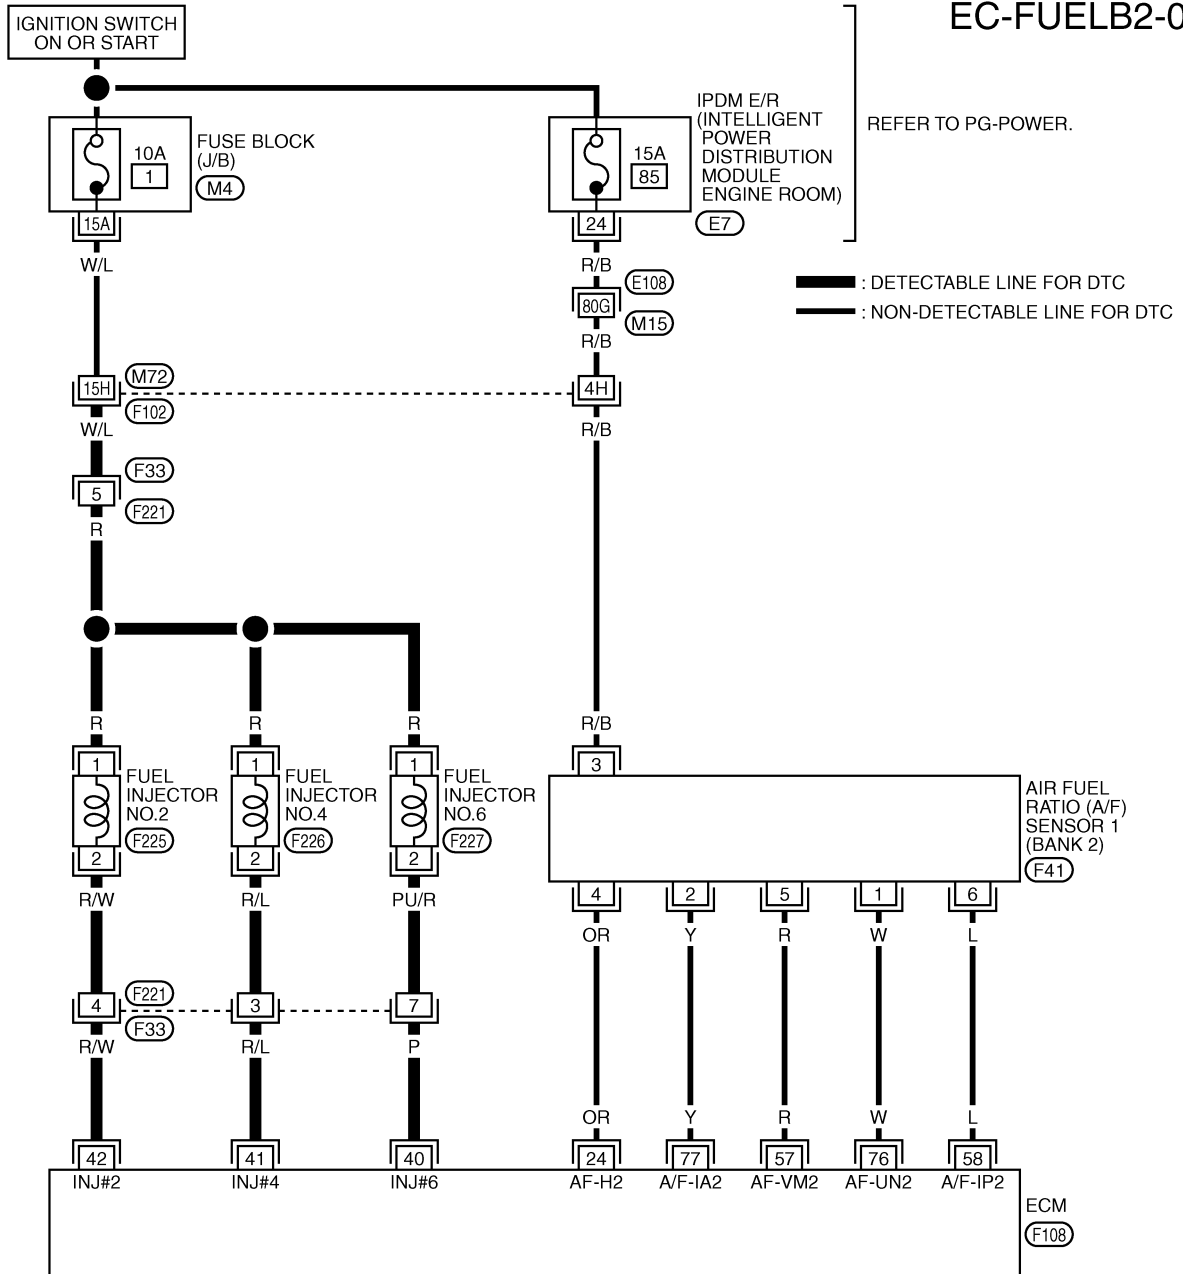 EC-FUELB2-0
IGNITION SWITCH
ON OR START
10A
1
FUSE BLOCK
(J/B)
M4
15A
15A
85
IPDM E/R
(INTELLIGENT
POWER
DISTRIBUTION
MODULE
ENGINE ROOM)
E7
24
REFER TO PG-POWER.
: DETECTABLE LINE FOR DTC
: NON-DETECTABLE LINE FOR DTC
W/L
R/B
E108
80G
M15
R/B
M72
15H
4H
F102
W/L
R/B
F33
5
F221
R
R
R
R
R/B
1
1
1
3
FUEL
INJECTOR
NO.2
F225
FUEL
INJECTOR
NO.4
F226
FUEL
INJECTOR
NO.6
F227
AIR FUEL
RATIO (A/F)
SENSOR 1
(BANK 2)
F41
2
2
2
4
2
5
1
6
R/W
R/L
PU/R
OR
Y
R
W
L
F221
4
3
7
F33
R/W
R/L
P
OR
Y
R
W
L
42
41
40
24
77
57
76
58
INJ#2
INJ#4
INJ#6
AF-H2
A/F-IA2
AF-VM2
AF-UN2
A/F-IP2
ECM
F108